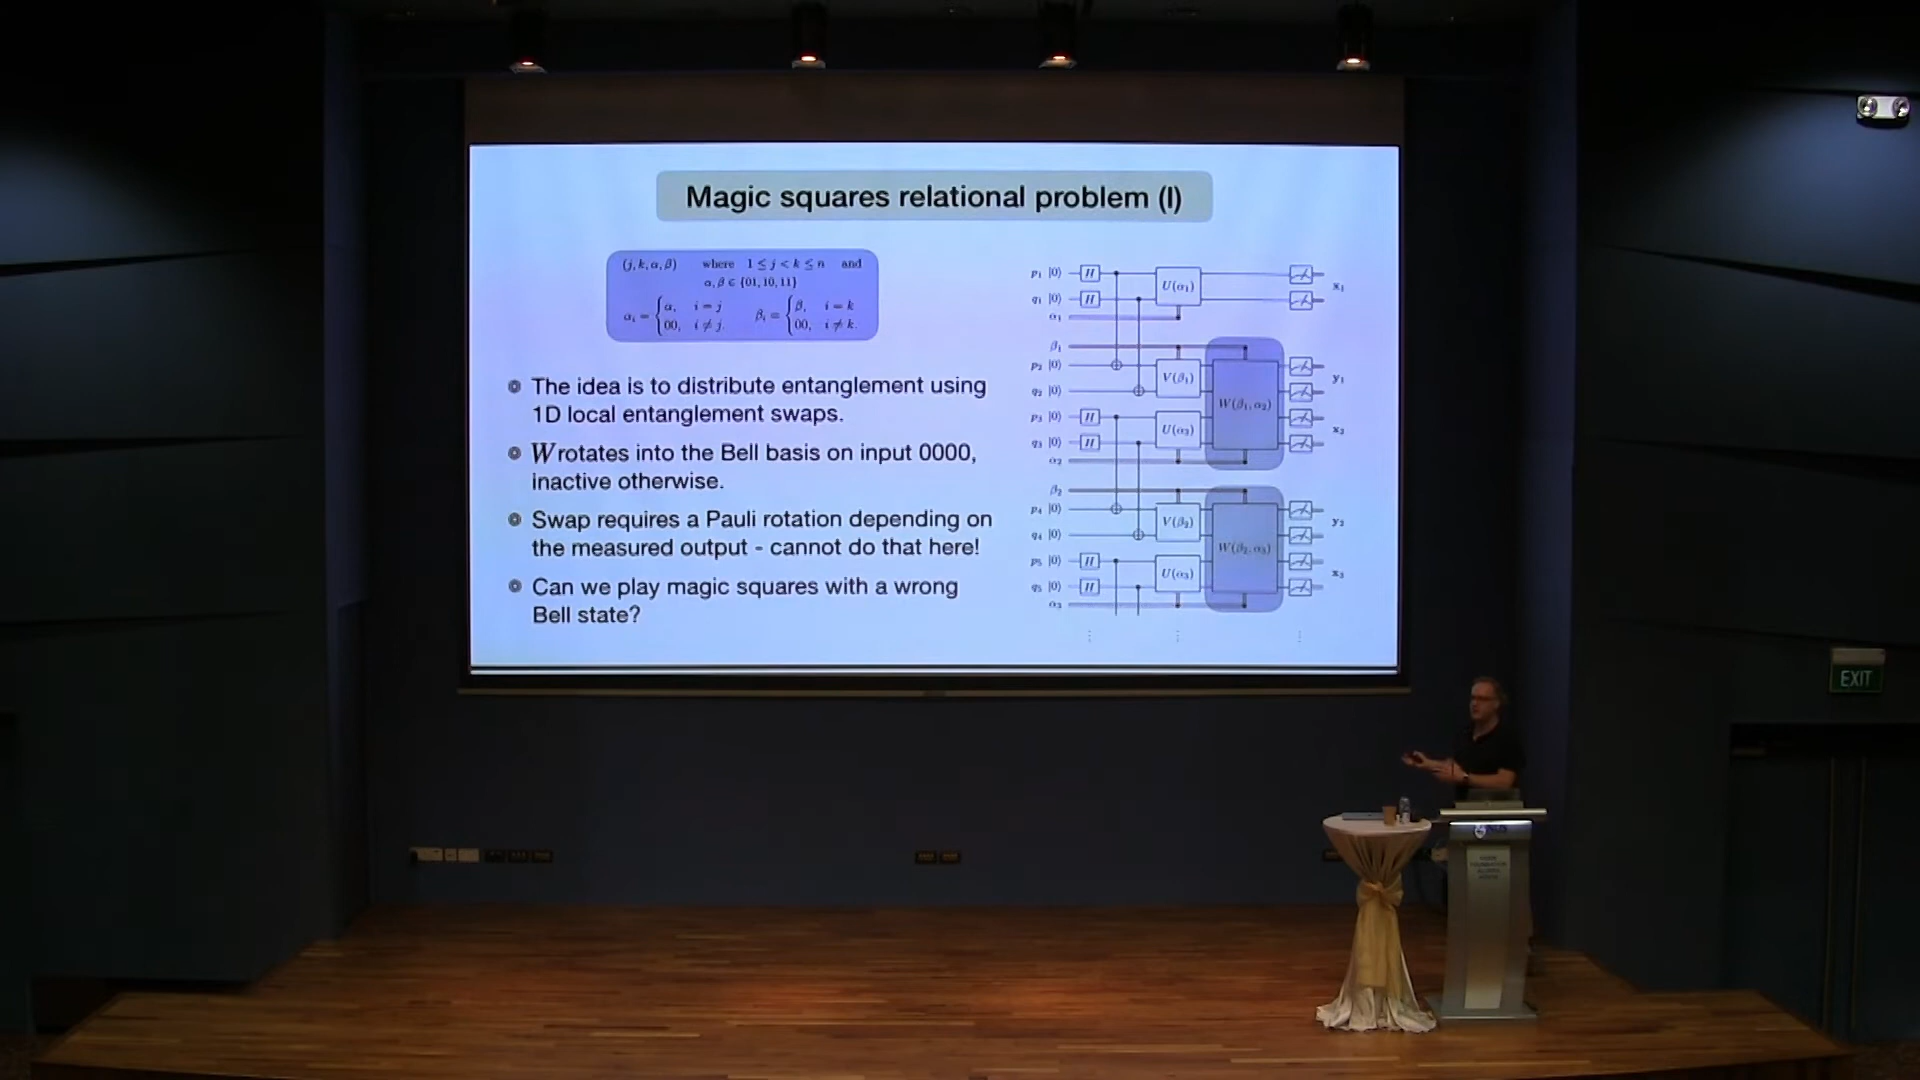 Magic squares relational problem (I)
(j, k, α, β) where 1 ≤ j < k ≤ n and
α, β ∈ {01, 10, 11}
αᵢ = { α, i = j
00, i ≠ j.
βᵢ = { β, i = k
00, i ≠ k.
The idea is to distribute entanglement using
1D local entanglement swaps.
W rotates into the Bell basis on input 0000,
inactive otherwise.
Swap requires a Pauli rotation depending on
the measured output - cannot do that here!
Can we play magic squares with a wrong
Bell state?
p₁ |0⟩ H U(α₁) x₁
q₁ |0⟩ H
α₁
β₁
p₂ |0⟩ V(β₁) y₁
q₂ |0⟩ W(β₁, α₂)
p₃ |0⟩ H U(α₂) x₂
q₃ |0⟩ H
α₂
β₂
p₄ |0⟩ V(β₂) y₂
q₄ |0⟩ W(β₂, α₃)
p₅ |0⟩ H U(α₃) x₃
q₅ |0⟩ H
α₃
EXIT